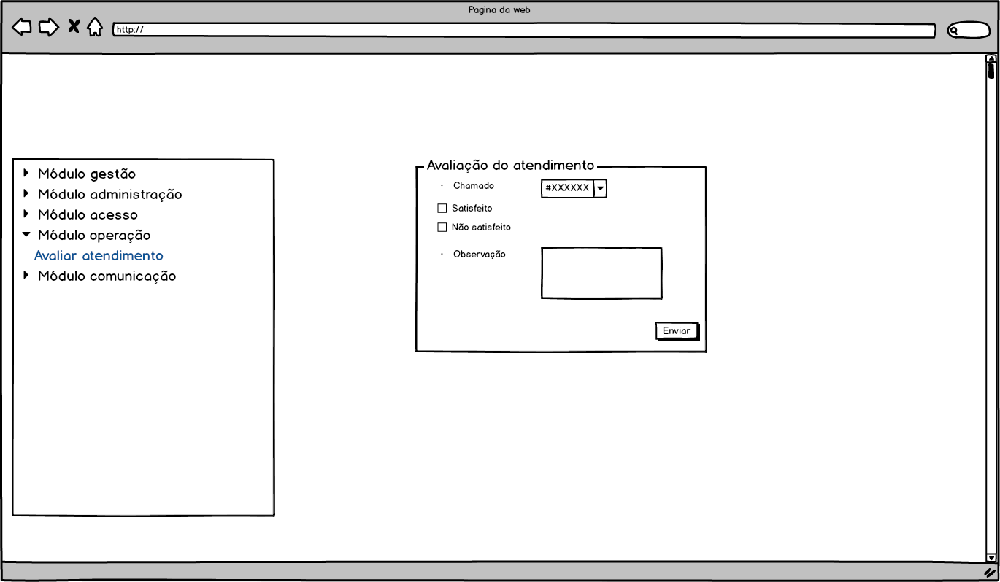 Pagina da web
http://
Módulo gestão
Módulo administração
Módulo acesso
Módulo operação
Avaliar atendimento
Módulo comunicação
Avaliação do atendimento
Chamado #XXXXXX
Satisfeito
Não satisfeito
Observação
Enviar